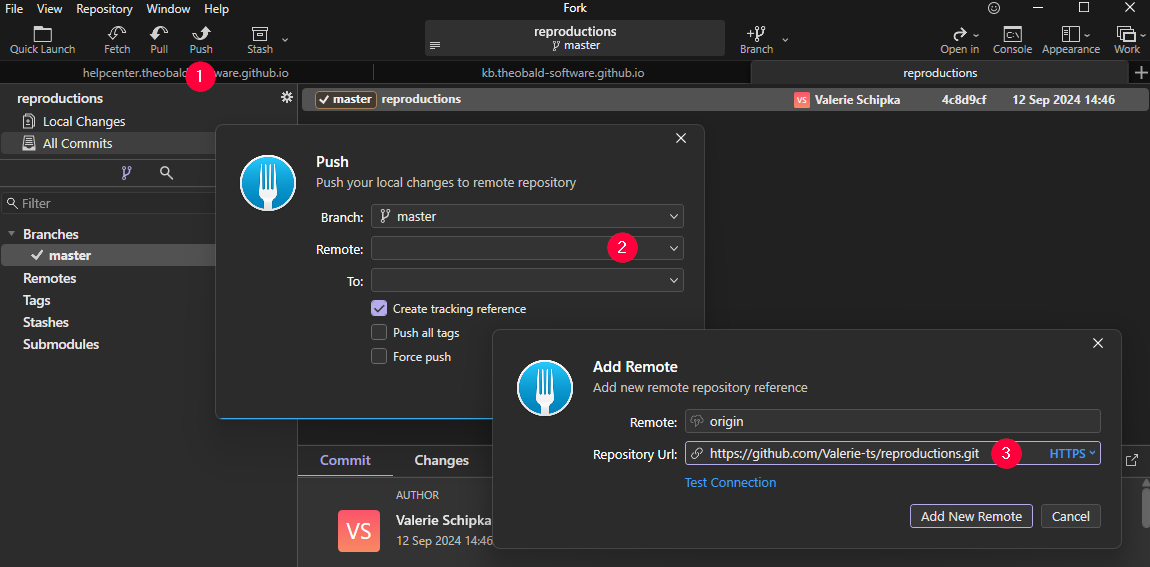 File View Repository Window Help
Fork
Quick Launch
Fetch
Pull
Push
Stash
reproductions
master
Branch
Open in
Console
Appearance
Work
helpcenter.theobald-software.github.io
1
kb.theobald-software.github.io
reproductions
reproductions
Local Changes
All Commits
Filter
Branches
master
Remotes
Tags
Stashes
Submodules
master reproductions VS Valerie Schipka 4c8d9cf 12 Sep 2024 14:46
Push
Push your local changes to remote repository
Branch: master
Remote: 2
To:
Create tracking reference
Push all tags
Force push
Add Remote
Add new remote repository reference
Remote: origin
Repository Url: https://github.com/Valerie-ts/reproductions.git 3 HTTPS
Test Connection
Add New Remote Cancel
Commit Changes
AUTHOR
VS
Valerie Schipka
12 Sep 2024 14:46